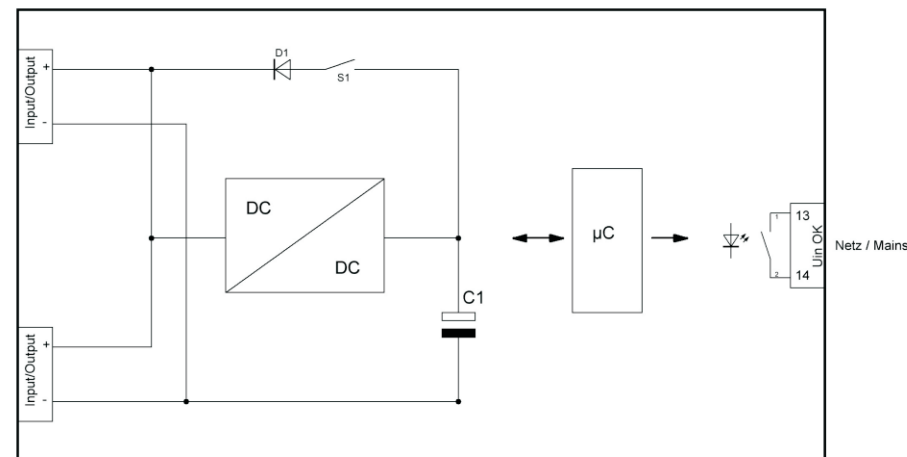 D1
S1
+
Input/Output
-
DC
DC
C1
µC
1
13
Uin OK
2
14
Netz / Mains
+
Input/Output
-